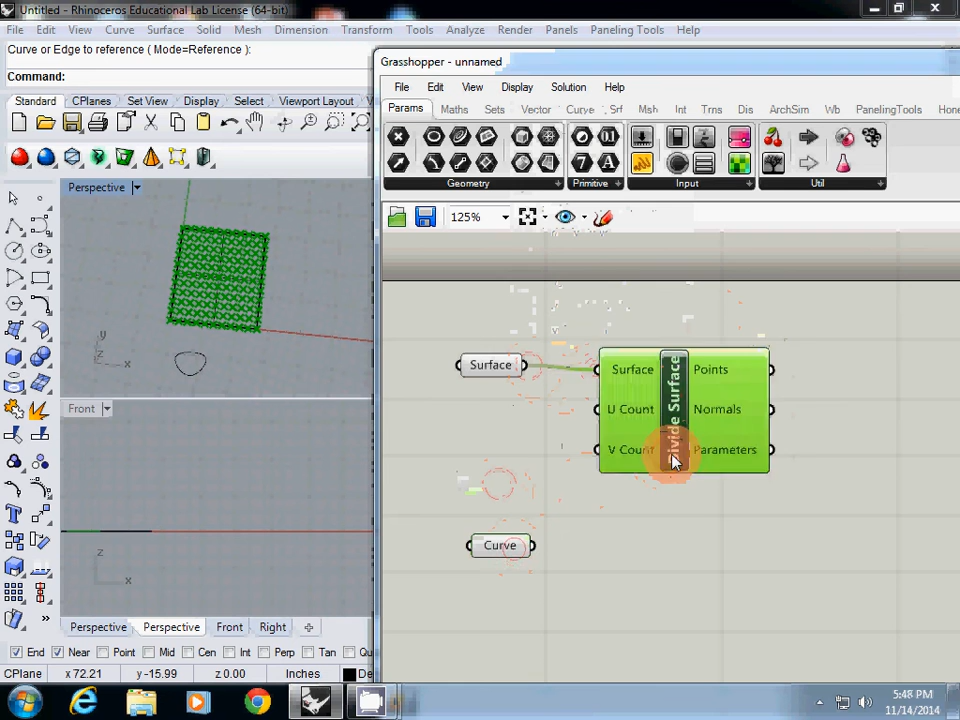 Untitled - Rhinoceros Educational Lab License (64-bit)
File Edit View Curve Surface Solid Mesh Dimension Transform Tools Analyze Render Panels Paneling Tools Help
Curve or Edge to reference ( Mode=Reference ):
Command:
Standard CPlanes Set View Display Select Viewport Layout
Perspective
y
z x
Front
z
x
Perspective Perspective Front Right
End Near Point Mid Cen Int Perp Tan
CPlane x 72.21 y -15.99 z 0.00 Inches
Grasshopper - unnamed
File Edit View Display Solution Help
Params Maths Sets Vector Curve Srf Msh Int Trns Dis ArchSim Wb PanelingTools
Geometry Primitive Input Util
125%
Surface
Surface
U Count
V Count
Divide Surface
Points
Normals
Parameters
Curve
5:48 PM
11/14/2014